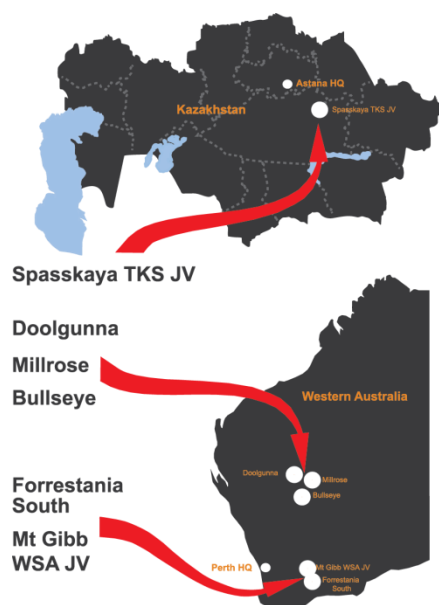 Astana HQ
Kazakhstan
Spasskaya TKS JV
Spasskaya TKS JV
Doolgunna
Millrose
Bullseye
Western Australia
Doolgunna
Millrose
Bullseye
Forrestania
South
Mt Gibb
WSA JV
Perth HQ
Mt Gibb
WSA JV
Forrestania
South